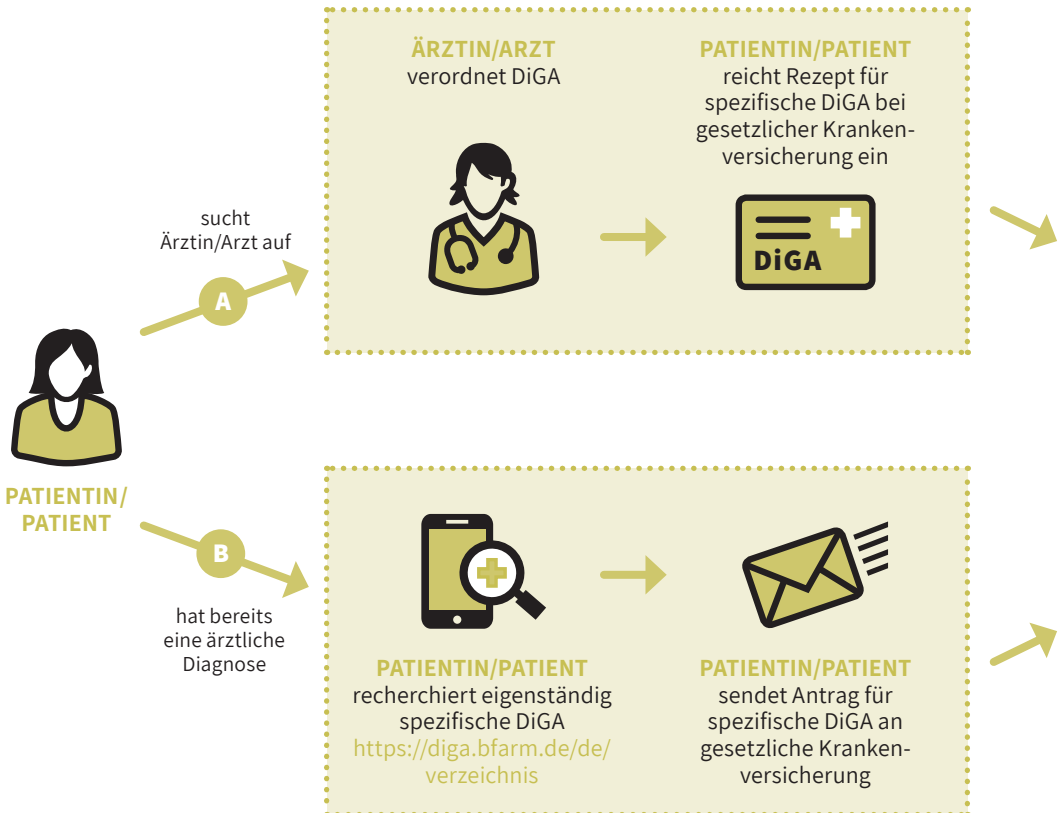 ÄRZTIN/ARZT
verordnet DiGA
PATIENTIN/PATIENT
reicht Rezept für
spezifische DiGA bei
gesetzlicher Kranken-
versicherung ein
DiGA
sucht
Ärztin/Arzt auf
A
PATIENTIN/
PATIENT
B
hat bereits
eine ärztliche
Diagnose
PATIENTIN/PATIENT
recherchiert eigenständig
spezifische DiGA
https://diga.bfarm.de/de/
verzeichnis
PATIENTIN/PATIENT
sendet Antrag für
spezifische DiGA an
gesetzliche Kranken-
versicherung